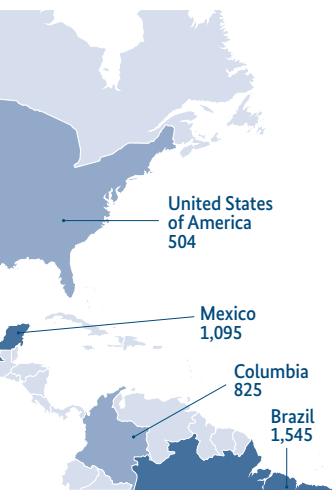 United States
of America
504
Mexico
1,095
Columbia
825
Brazil
1,545